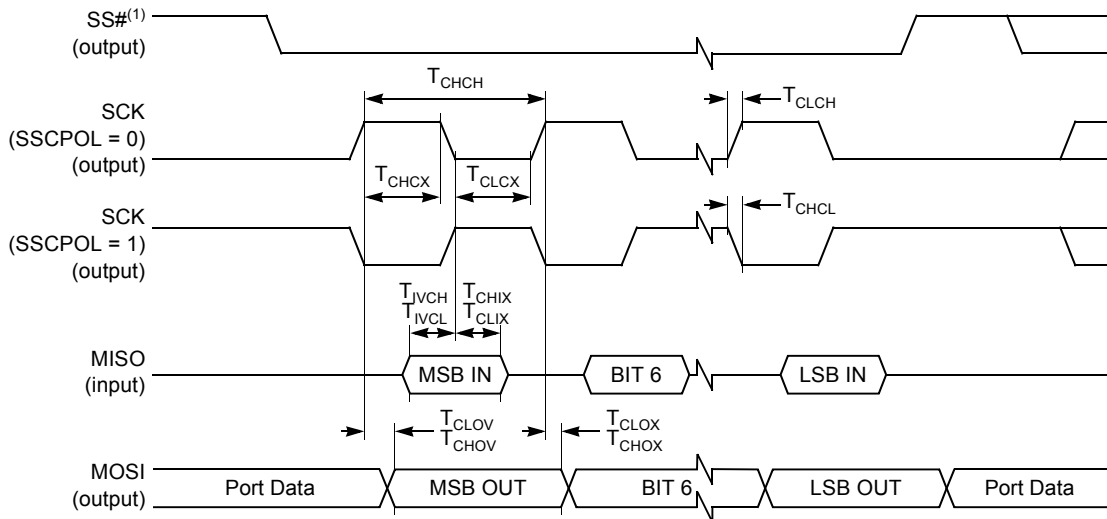 SS#(1)
(output)
TCHCH
TCLCH
SCK
(SSCPOL = 0)
(output)
TCHCX
TCLCX
SCK
(SSCPOL = 1)
(output)
TCHCL
TIVCH
TIVCL
TCHIX
TCLIX
MISO
(input)
MSB IN
BIT 6
LSB IN
TCLOV
TCHOV
TCLOX
TCHOX
MOSI
(output)
Port Data
MSB OUT
BIT 6
LSB OUT
Port Data